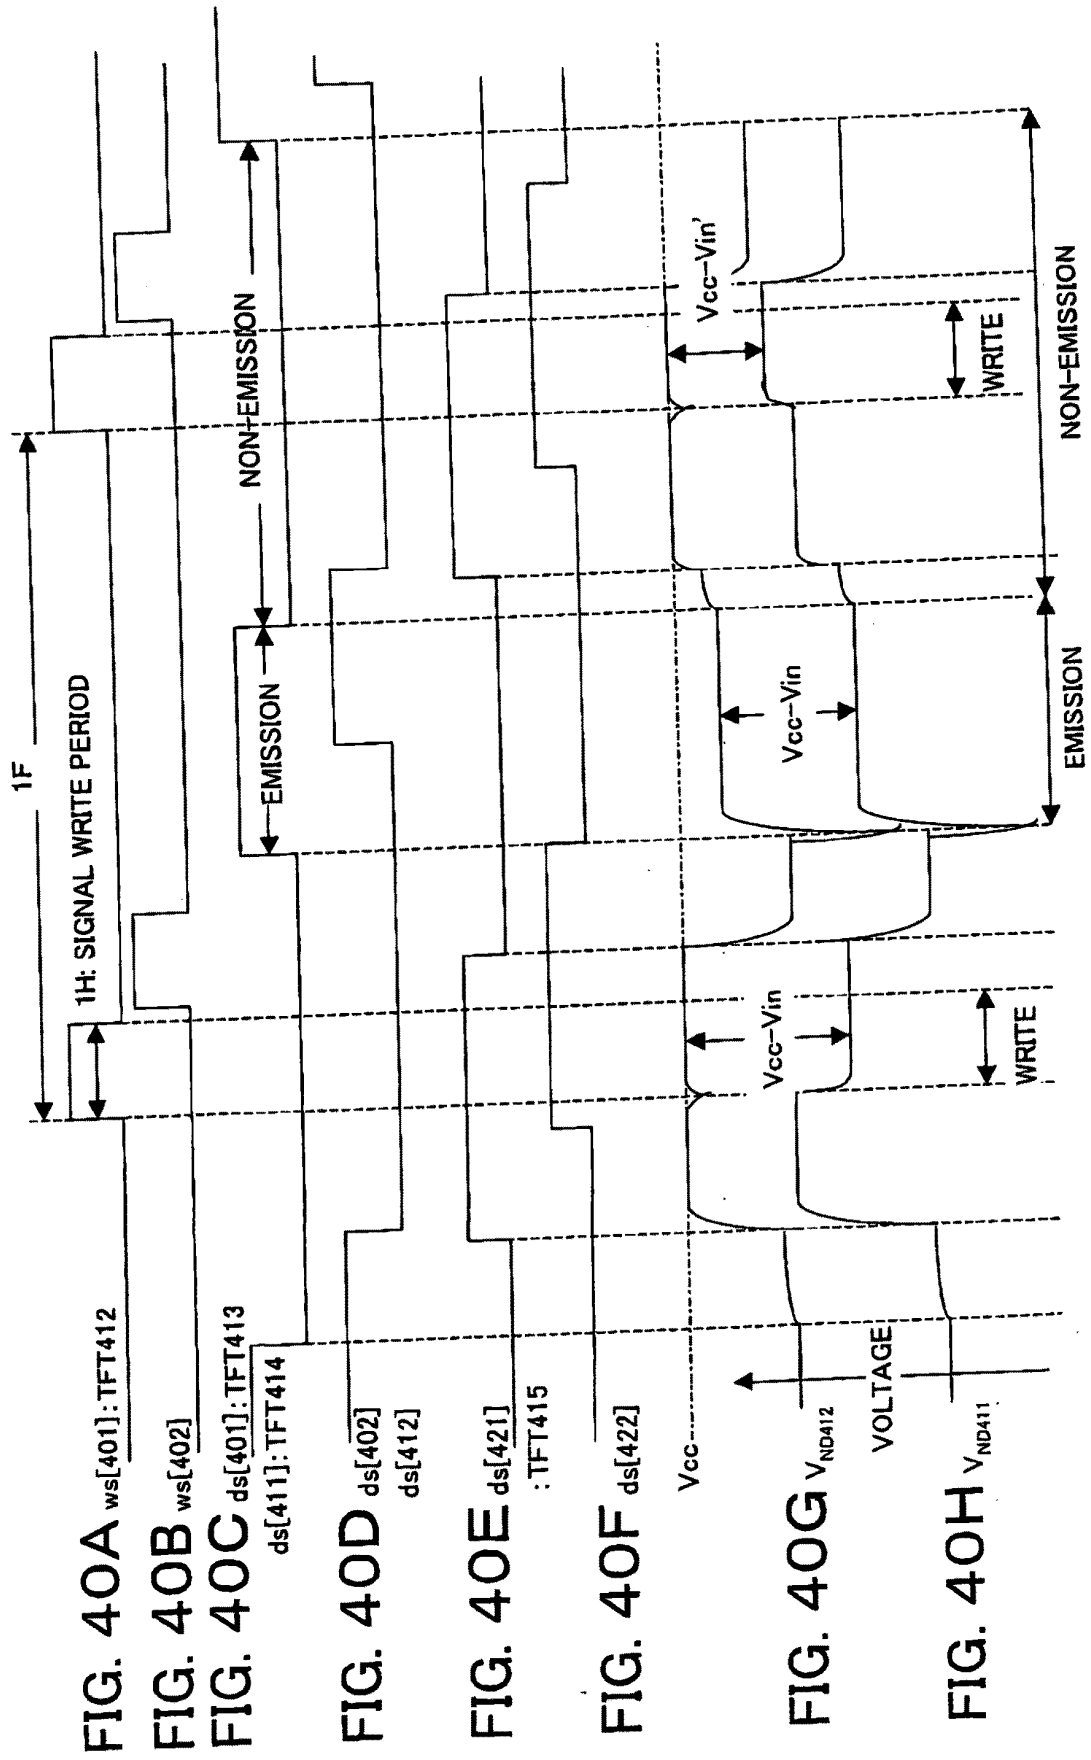 1F
1H: SIGNAL WRITE PERIOD
FIG. 40A ws[401]:TFT412
FIG. 40B ws[402]
FIG. 40C ds[401]:TFT413
ds[411]:TFT414
EMISSION
NON-EMISSION
FIG. 40D ds[402]
ds[412]
FIG. 40E ds[421]
:TFT415
FIG. 40F ds[422]
Vcc
Vcc-Vin
Vcc-Vin
Vcc-Vin'
FIG. 40G VND412
VOLTAGE
FIG. 40H VND411
WRITE
WRITE
EMISSION
NON-EMISSION